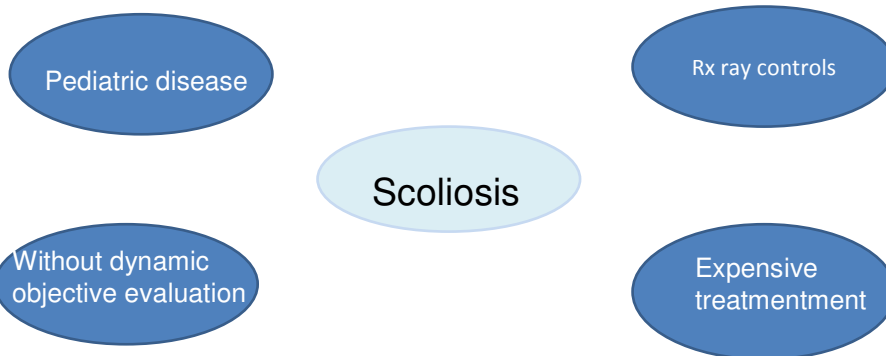 Pediatric disease
Rx ray controls
Scoliosis
Without dynamic
objective evaluation
Expensive
treatmentment